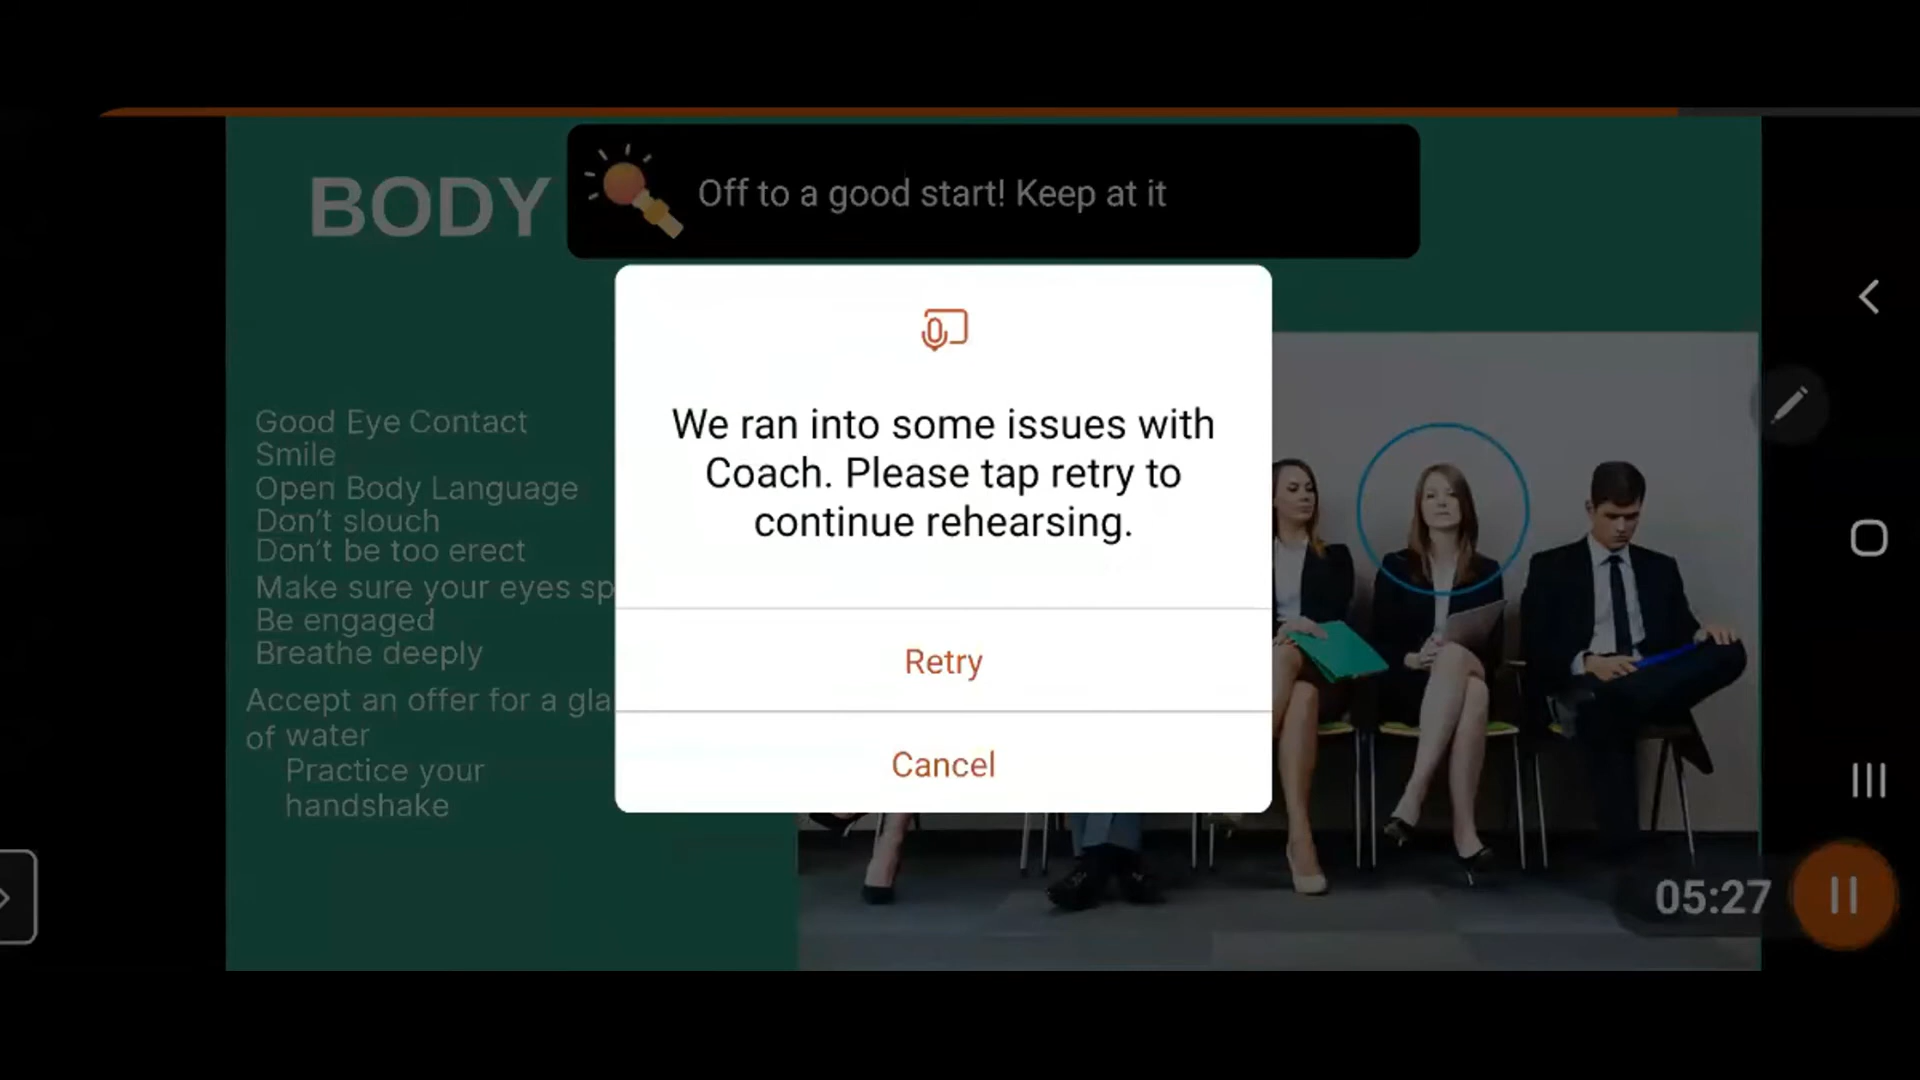 BODY
Off to a good start! Keep at it
We ran into some issues with
Coach. Please tap retry to
continue rehearsing.
Retry
Cancel
Good Eye Contact
Smile
Open Body Language
Don't slouch
Don't be too erect
Make sure your eyes
Be engaged
Breathe deeply
Accept an offer for a
of water
Practice your
handshake
05:27